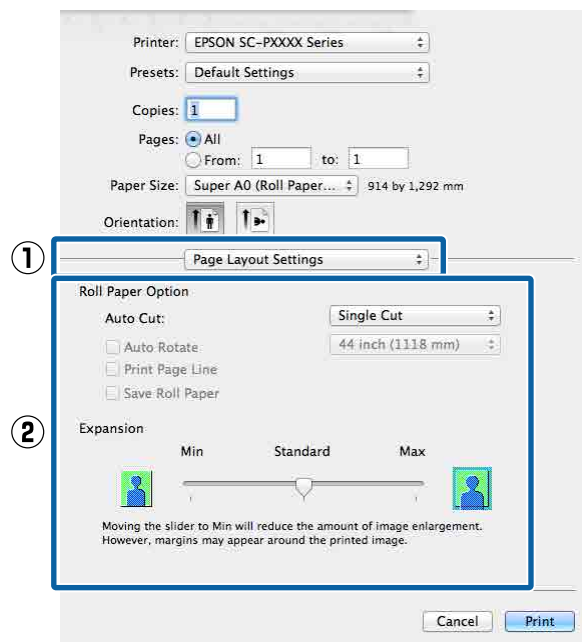 Printer: EPSON SC-PXXXX Series
Presets: Default Settings
Copies: 1
Pages: All
From: 1 to: 1
Paper Size: Super A0 (Roll Paper... 914 by 1,292 mm
Orientation:
① Page Layout Settings
Roll Paper Option
Auto Cut: Single Cut
Auto Rotate 44 inch (1118 mm)
Print Page Line
Save Roll Paper
②
Expansion
Min Standard Max
Moving the slider to Min will reduce the amount of image enlargement.
However, margins may appear around the printed image.
Cancel Print